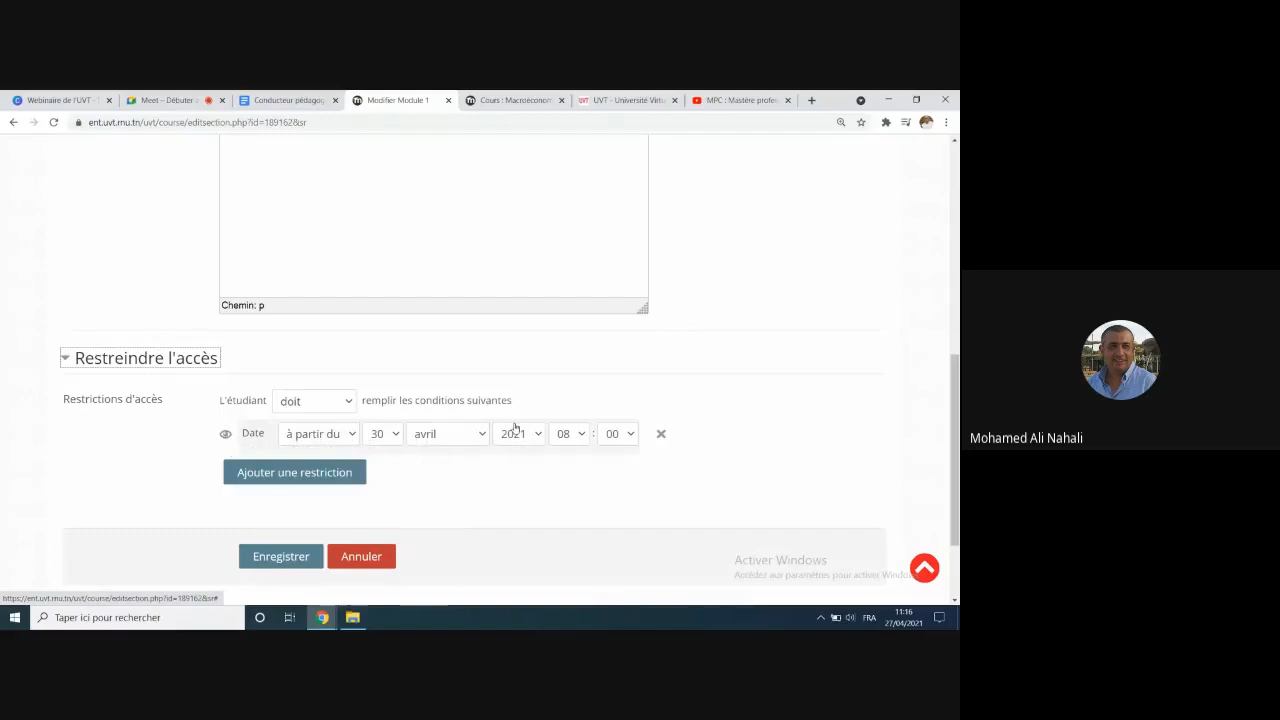 Webinaire de l'UVT -
Meet – Débuter
Conducteur pédagog
Modifier Module 1
Cours : Macroéconom
UVT UVT - Université Virtu
MPC : Mastère profe
ent.uvt.rnu.tn/uvt/course/editsection.php?id=189162&sr
Chemin: p
Restreindre l'accès
Restrictions d'accès
L'étudiant doit remplir les conditions suivantes
Date à partir du 30 avril 2021 08 : 00
Ajouter une restriction
Enregistrer Annuler
Activer Windows
Accédez aux paramètres pour activer Windows
https://ent.uvt.rnu.tn/uvt/course/editsection.php?id=189162&sr#
Taper ici pour rechercher
FRA
11:16
27/04/2021
Mohamed Ali Nahali